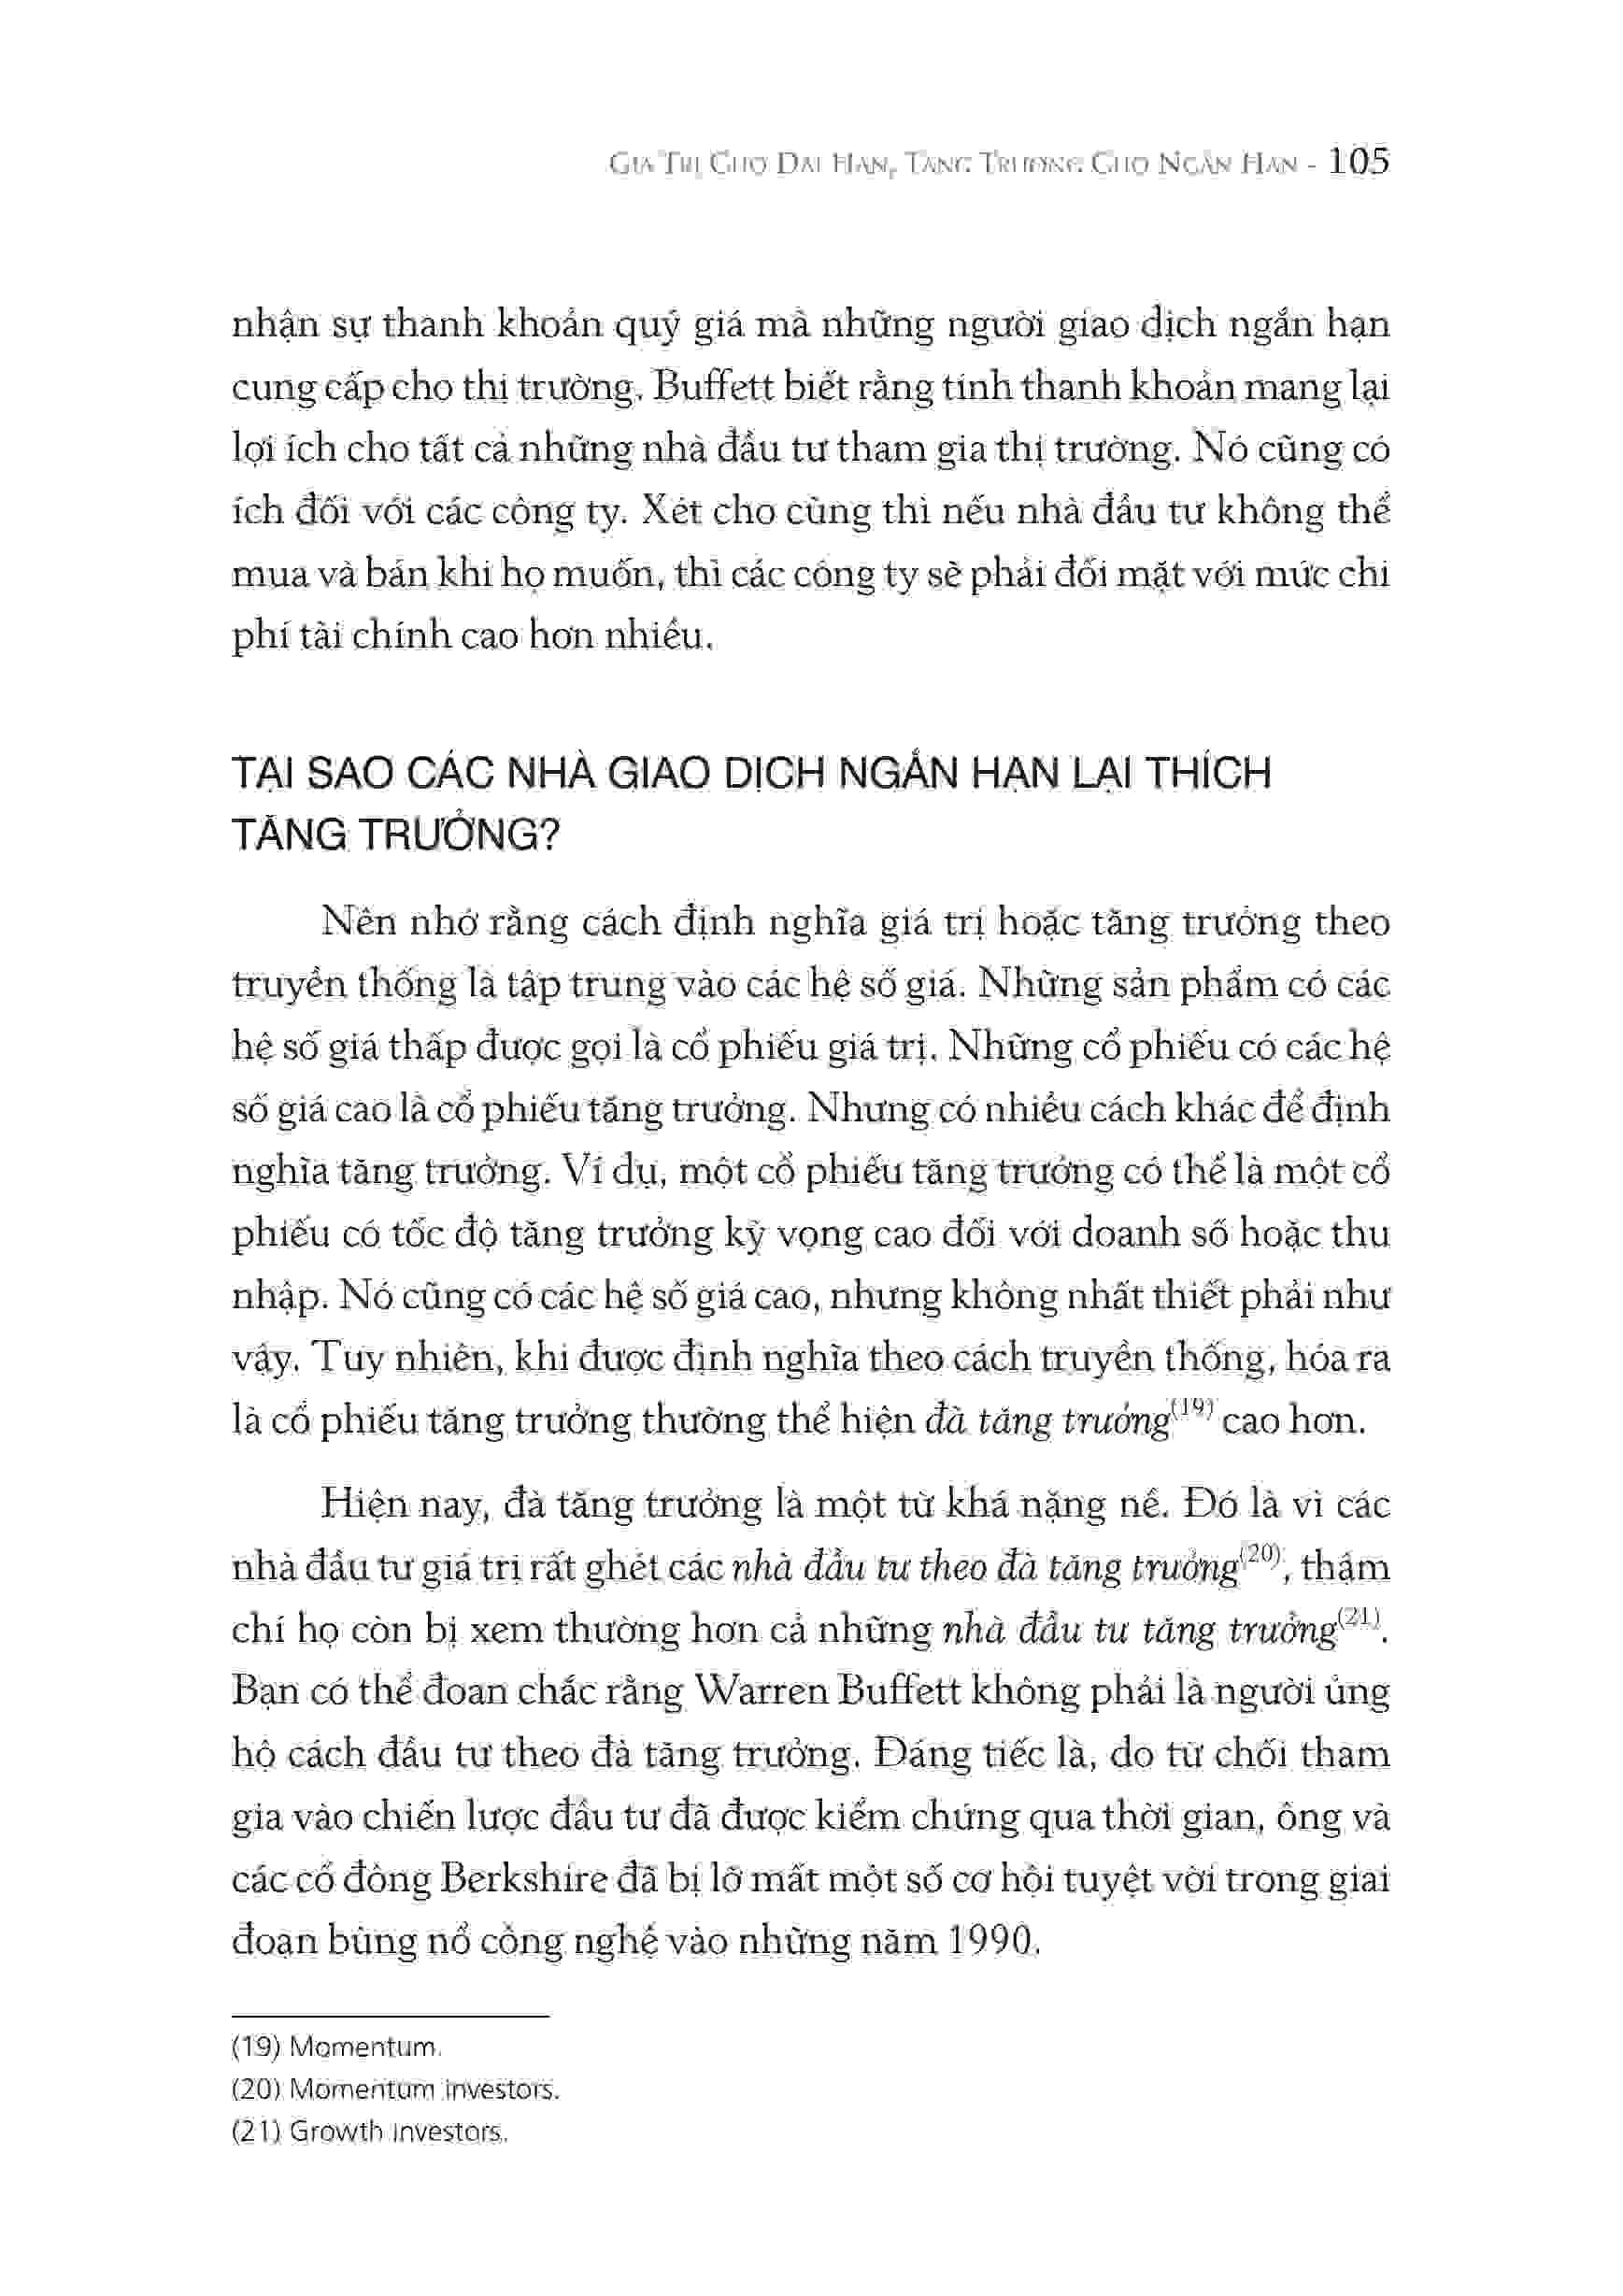 Giá Trị Cho Dài Hạn, Tăng Trưởng Cho Ngắn Hạn - 105
nhận sự thanh khoản quý giá mà những người giao dịch ngắn hạn
cung cấp cho thị trường. Buffett biết rằng tính thanh khoản mang lại
lợi ích cho tất cả những nhà đầu tư tham gia thị trường. Nó cũng có
ích đối với các công ty. Xét cho cùng thì nếu nhà đầu tư không thể
mua và bán khi họ muốn, thì các công ty sẽ phải đối mặt với mức chi
phí tài chính cao hơn nhiều.
TẠI SAO CÁC NHÀ GIAO DỊCH NGẮN HẠN LẠI THÍCH
TĂNG TRƯỞNG?
Nên nhớ rằng cách định nghĩa giá trị hoặc tăng trưởng theo
truyền thống là tập trung vào các hệ số giá. Những sản phẩm có các
hệ số giá thấp được gọi là cổ phiếu giá trị. Những cổ phiếu có các hệ
số giá cao là cổ phiếu tăng trưởng. Nhưng có nhiều cách khác để định
nghĩa tăng trưởng. Ví dụ, một cổ phiếu tăng trưởng có thể là một cổ
phiếu có tốc độ tăng trưởng kỳ vọng cao đối với doanh số hoặc thu
nhập. Nó cũng có các hệ số giá cao, nhưng không nhất thiết phải như
vậy. Tuy nhiên, khi được định nghĩa theo cách truyền thống, hóa ra
là cổ phiếu tăng trưởng thường thể hiện đà tăng trưởng(19) cao hơn.
Hiện nay, đà tăng trưởng là một từ khá nặng nề. Đó là vì các
nhà đầu tư giá trị rất ghét các nhà đầu tư theo đà tăng trưởng(20), thậm
chí họ còn bị xem thường hơn cả những nhà đầu tư tăng trưởng(21).
Bạn có thể đoan chắc rằng Warren Buffett không phải là người ủng
hộ cách đầu tư theo đà tăng trưởng. Đáng tiếc là, do từ chối tham
gia vào chiến lược đầu tư đã được kiểm chứng qua thời gian, ông và
các cổ đông Berkshire đã bị lỡ mất một số cơ hội tuyệt vời trong giai
đoạn bùng nổ công nghệ vào những năm 1990.
(19) Momentum.
(20) Momentum investors.
(21) Growth investors.